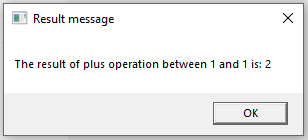 Result message
The result of plus operation between 1 and 1 is: 2
OK